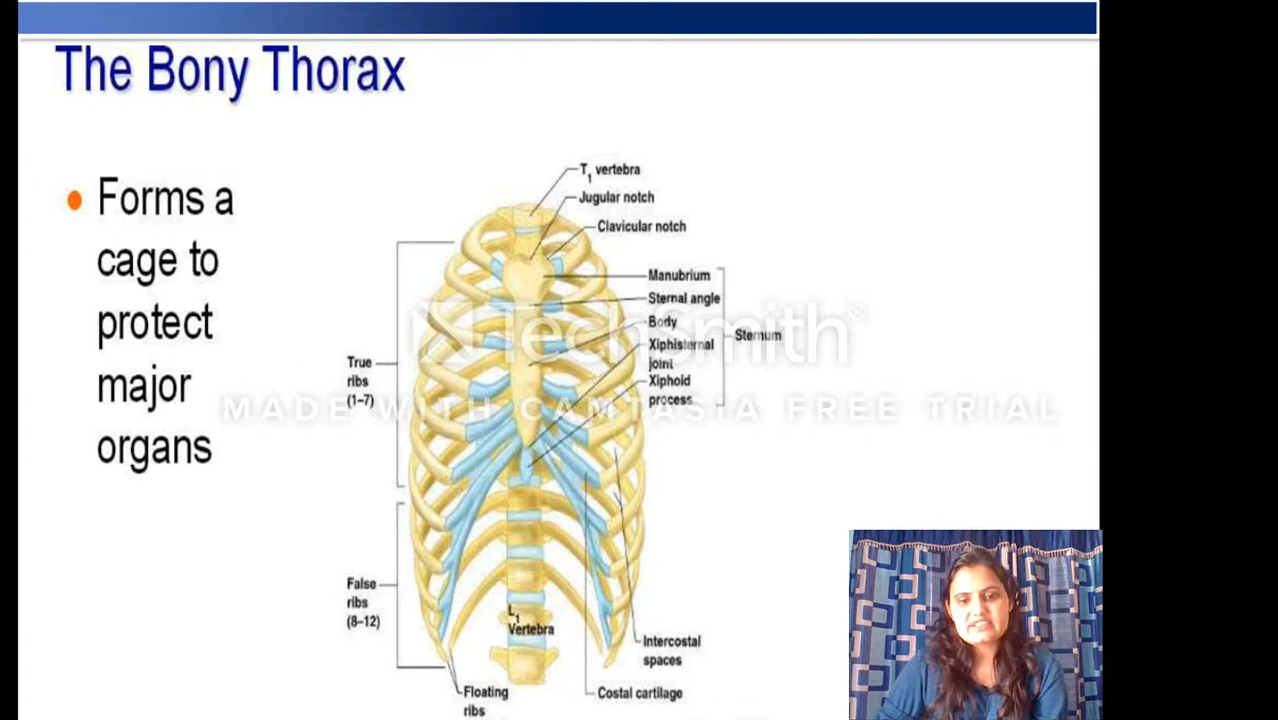 The Bony Thorax
Forms a
cage to
protect
major
organs
T1 vertebra
Jugular notch
Clavicular notch
Manubrium
Sternal angle
Body
Xiphisternal
joint
Xiphoid
process
Sternum
True
ribs
(1–7)
False
ribs
(8–12)
L1
Vertebra
Intercostal
spaces
Floating
ribs
Costal cartilage
TechSmith®
MADE WITH CAMTASIA FREE TRIAL